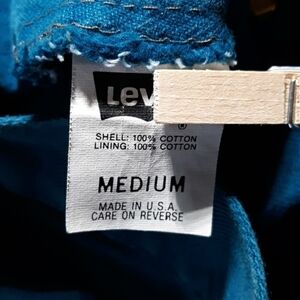 Lev
®
SHELL: 100% COTTON
LINING: 100% COTTON
MEDIUM
MADE IN U.S.A.
CARE ON REVERSE